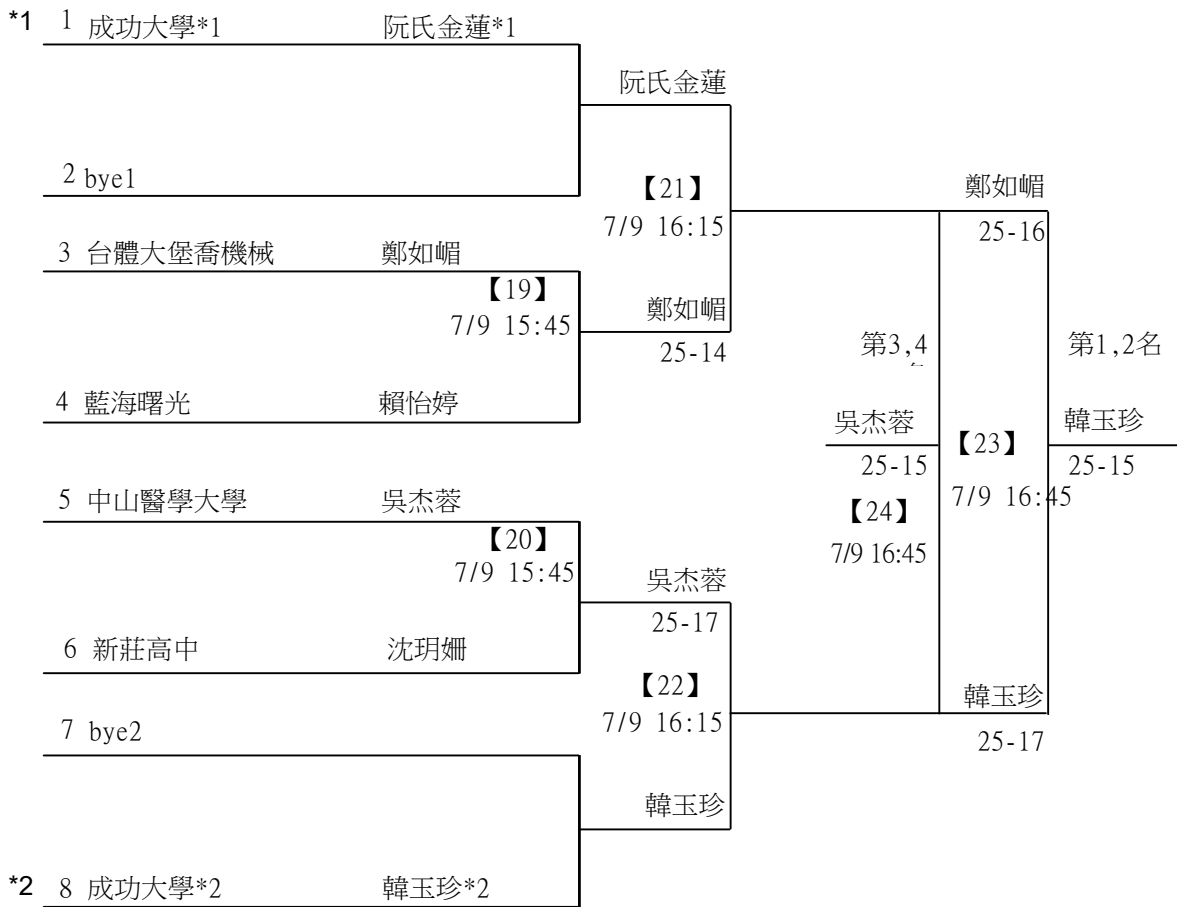 *1 1 成功大學*1 阮氏金蓮*1
阮氏金蓮
2 bye1
【21】
7/9 16:15
鄭如嵋
25-16
3 台體大堡喬機械 鄭如嵋
【19】
7/9 15:45
鄭如嵋
25-14
第3,4
第1,2名
4 藍海曙光 賴怡婷
吳杰蓉
25-15
【23】
7/9 16:45
韓玉珍
25-15
5 中山醫學大學 吳杰蓉
【24】
7/9 16:45
【20】
7/9 15:45
吳杰蓉
25-17
6 新莊高中 沈玥姍
【22】
7/9 16:15
韓玉珍
25-17
7 bye2
韓玉珍
*2 8 成功大學*2 韓玉珍*2